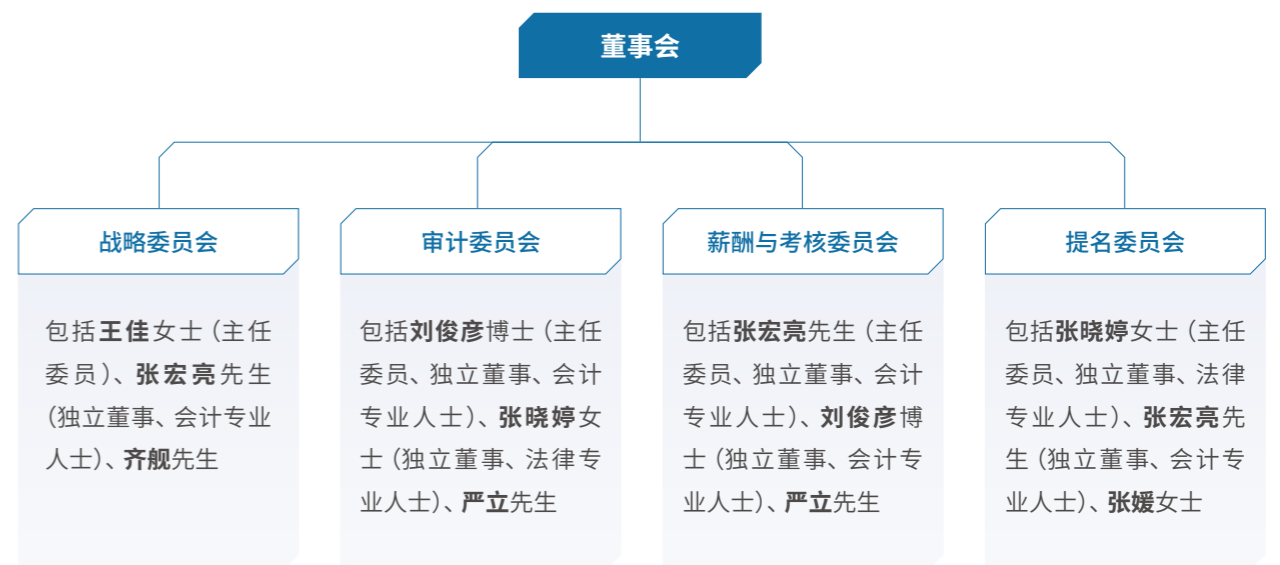 董事会
战略委员会
包括王佳女士（主任
委员）、张宏亮先生
（独立董事、会计专业
人士）、齐舰先生
审计委员会
包括刘俊彦博士（主任
委员、独立董事、会计
专业人士）、张晓婷女
士（独立董事、法律专
业人士）、严立先生
薪酬与考核委员会
包括张宏亮先生（主任
委员、独立董事、会计
专业人士）、刘俊彦博
士（独立董事、会计专
业人士）、严立先生
提名委员会
包括张晓婷女士（主任
委员、独立董事、法律
专业人士）、张宏亮先
生（独立董事、会计专
业人士）、张媛女士